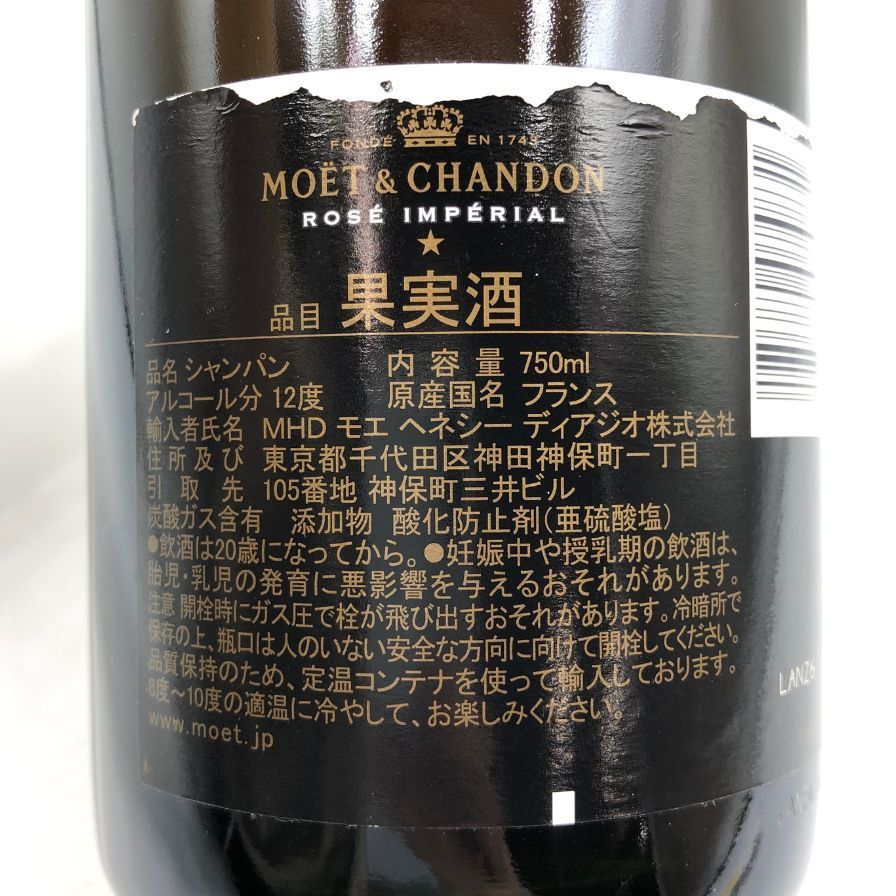 FONDÉ EN 1743
MOËT & CHANDON
ROSÉ IMPÉRIAL
品目 果実酒
品名 シャンパン 内容量 750ml
アルコール分 12度 原産国名 フランス
輸入者氏名 MHD モエ ヘネシー ディアジオ株式会社
住所及び 東京都千代田区神田神保町一丁目
引取先 105番地 神保町三井ビル
炭酸ガス含有 添加物 酸化防止剤(亜硫酸塩)
●飲酒は20歳になってから。●妊娠中や授乳期の飲酒は、
胎児・乳児の発育に悪影響を与えるおそれがあります。
注意 開栓時にガス圧で栓が飛び出すおそれがあります。冷暗所で
保存の上、瓶口は人のいない安全な方向に向けて開栓してください。
品質保持のため、定温コンテナを使って輸入しております。
8度～10度の適温に冷やして、お楽しみください。
www.moet.jp
LANZ6